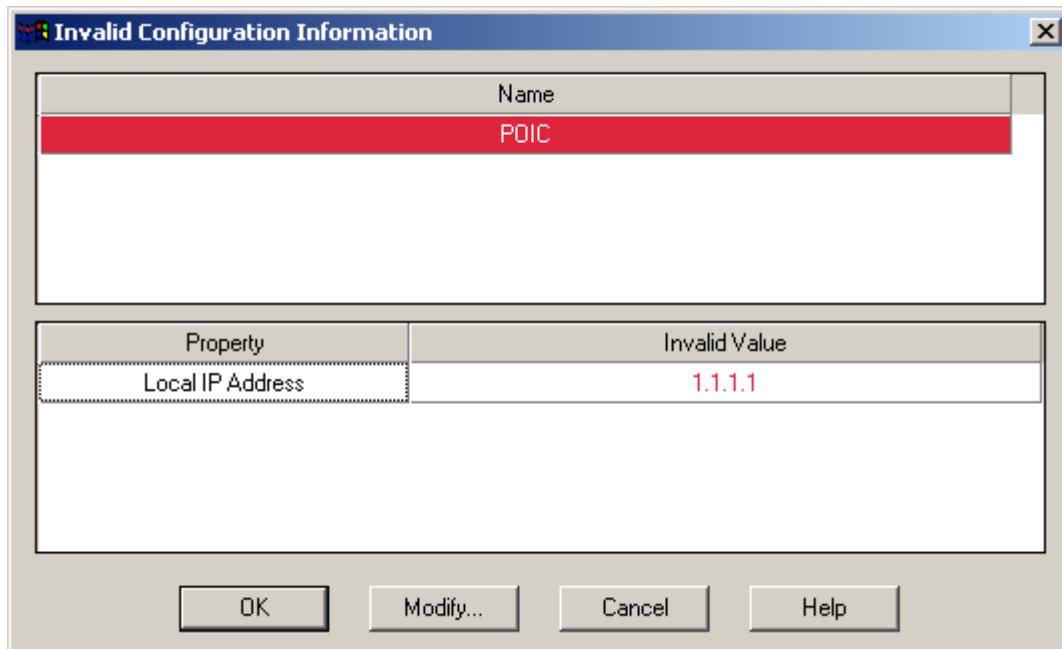 Invalid Configuration Information
Name
POIC
Property Invalid Value
Local IP Address 1.1.1.1
OK Modify... Cancel Help